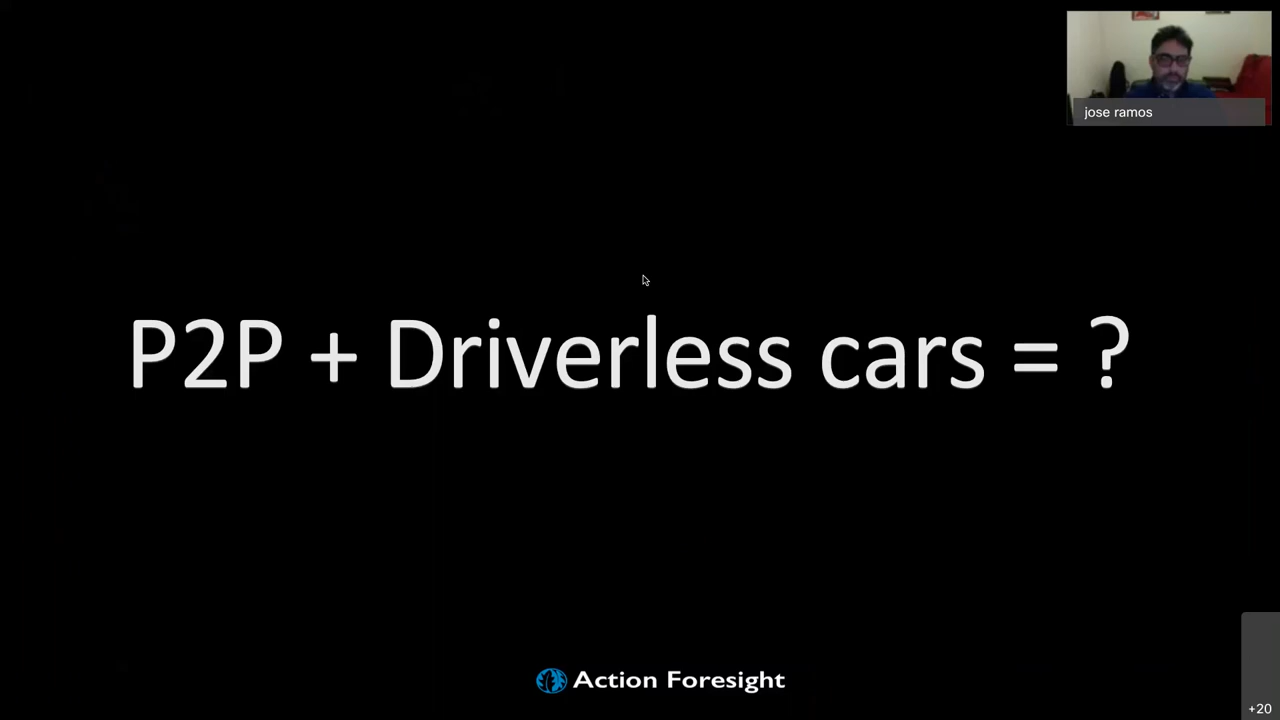 jose ramos
P2P + Driverless cars = ?
Action Foresight
+20